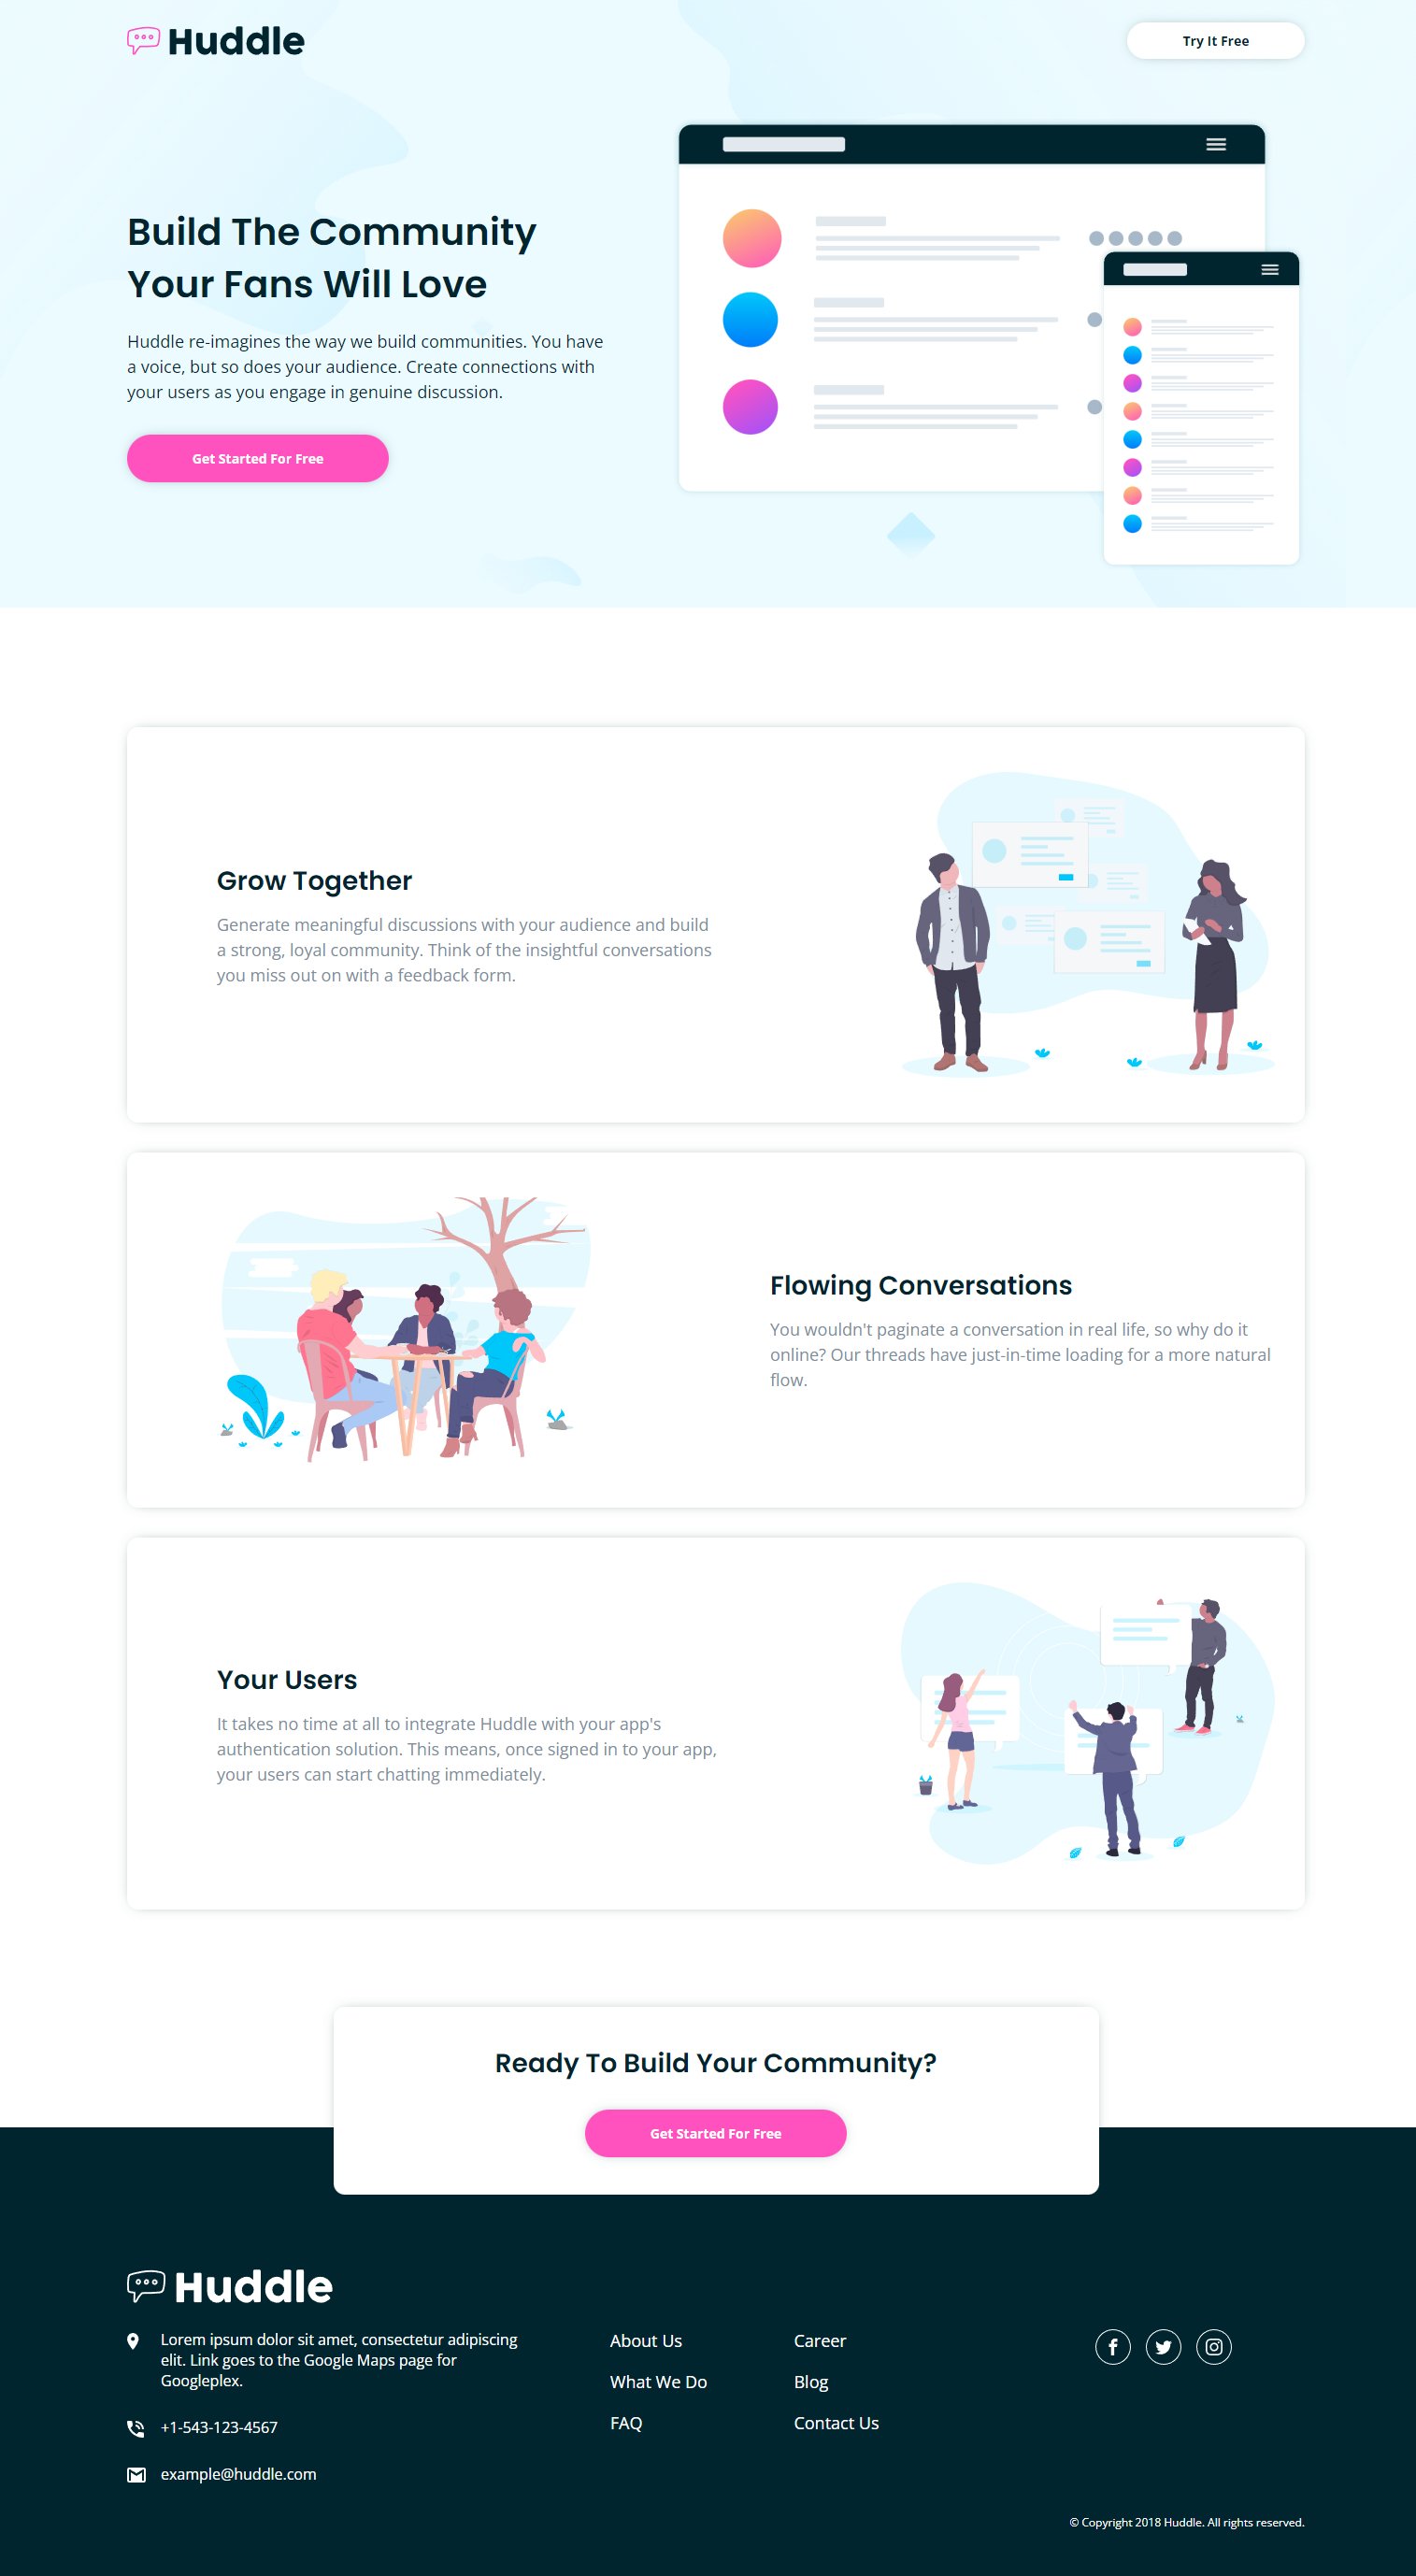 Huddle
Try It Free
Build The Community
Your Fans Will Love
Huddle re-imagines the way we build communities. You have
a voice, but so does your audience. Create connections with
your users as you engage in genuine discussion.
Get Started For Free
Grow Together
Generate meaningful discussions with your audience and build
a strong, loyal community. Think of the insightful conversations
you miss out on with a feedback form.
Flowing Conversations
You wouldn't paginate a conversation in real life, so why do it
online? Our threads have just-in-time loading for a more natural
flow.
Your Users
It takes no time at all to integrate Huddle with your app's
authentication solution. This means, once signed in to your app,
your users can start chatting immediately.
Ready To Build Your Community?
Get Started For Free
Huddle
Lorem ipsum dolor sit amet, consectetur adipiscing
elit. Link goes to the Google Maps page for
Googleplex.
+1-543-123-4567
example@huddle.com
About Us
What We Do
FAQ
Career
Blog
Contact Us
© Copyright 2018 Huddle. All rights reserved.